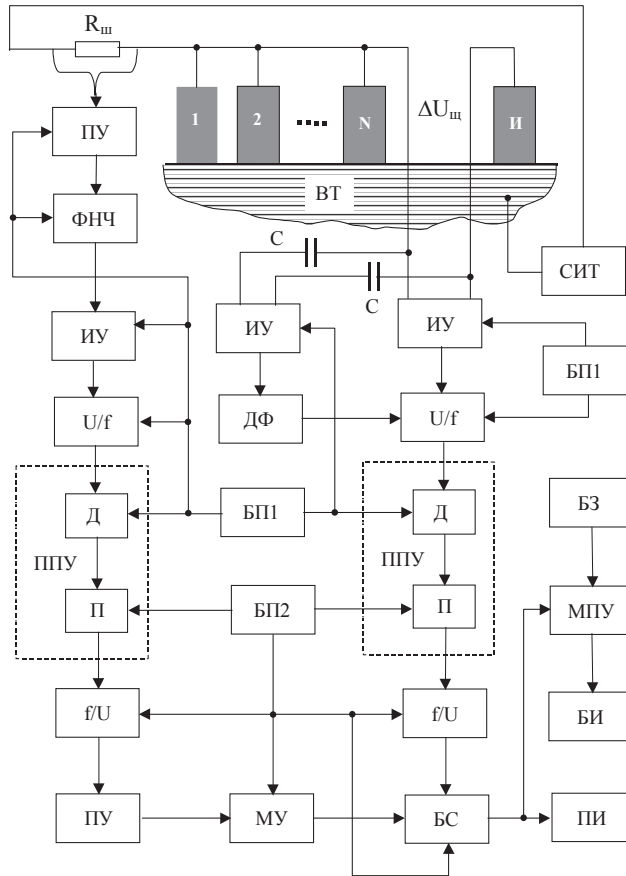 Rш
1 2 .... N И
ΔUщ
ПУ
ВТ
ФНЧ
C
C
СИТ
ИУ
ИУ
ИУ
БП1
U/f
ДФ
U/f
Д
БП1
Д
БЗ
ППУ
ППУ
П
БП2
П
МПУ
f/U
f/U
БИ
ПУ
МУ
БС
ПИ